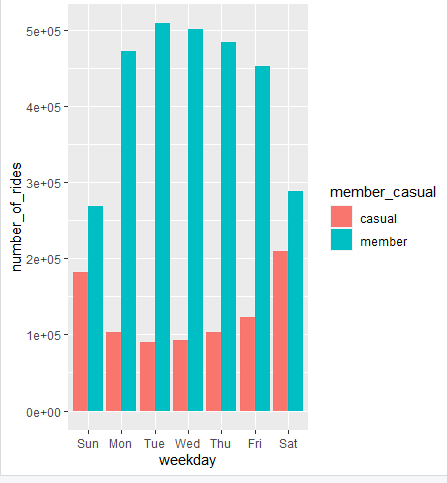 number_of_rides
5e+05
4e+05
3e+05
2e+05
1e+05
0e+00
Sun Mon Tue Wed Thu Fri Sat
weekday
member_casual
casual
member